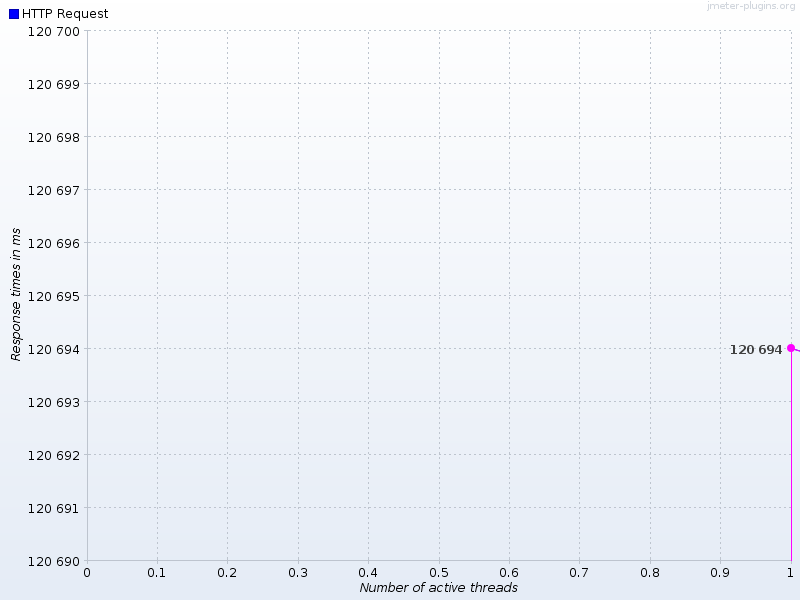 jmeter-plugins.org
HTTP Request
120 700
120 699
120 698
120 697
120 696
120 695
120 694
120 693
120 692
120 691
120 690
Response times in ms
120 694
0 0.1 0.2 0.3 0.4 0.5 0.6 0.7 0.8 0.9 1
Number of active threads